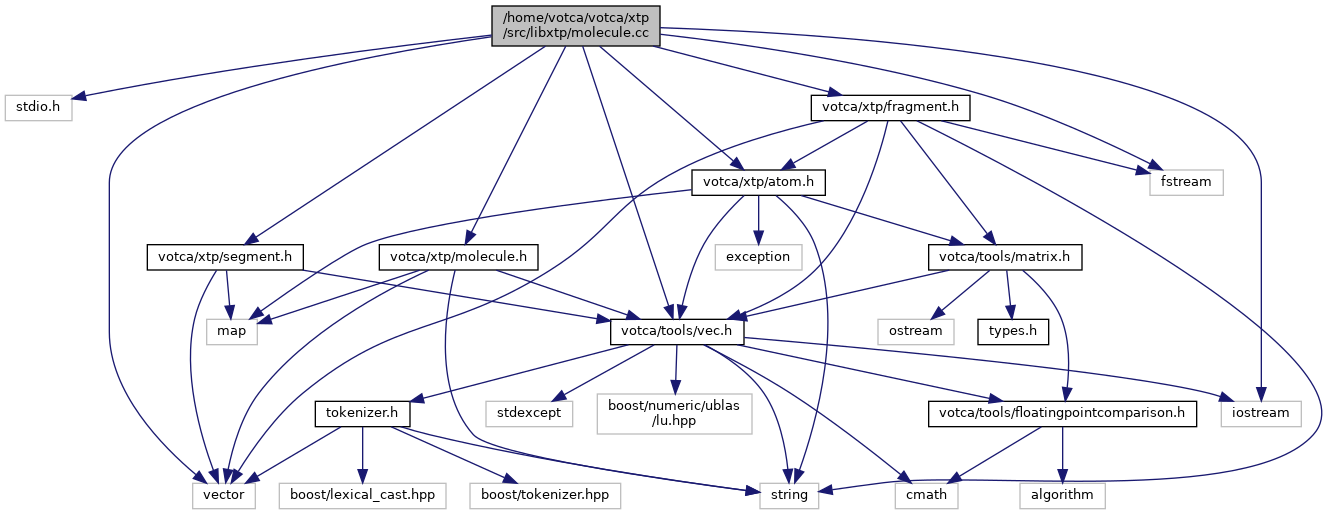 /home/votca/votca/xtp
/src/libxtp/molecule.cc
stdio.h
votca/xtp/fragment.h
votca/xtp/atom.h
fstream
votca/xtp/segment.h
votca/xtp/molecule.h
exception
votca/tools/matrix.h
map
votca/tools/vec.h
ostream
types.h
tokenizer.h
stdexcept
boost/numeric/ublas
/lu.hpp
votca/tools/floatingpointcomparison.h
iostream
vector
boost/lexical_cast.hpp
boost/tokenizer.hpp
string
cmath
algorithm